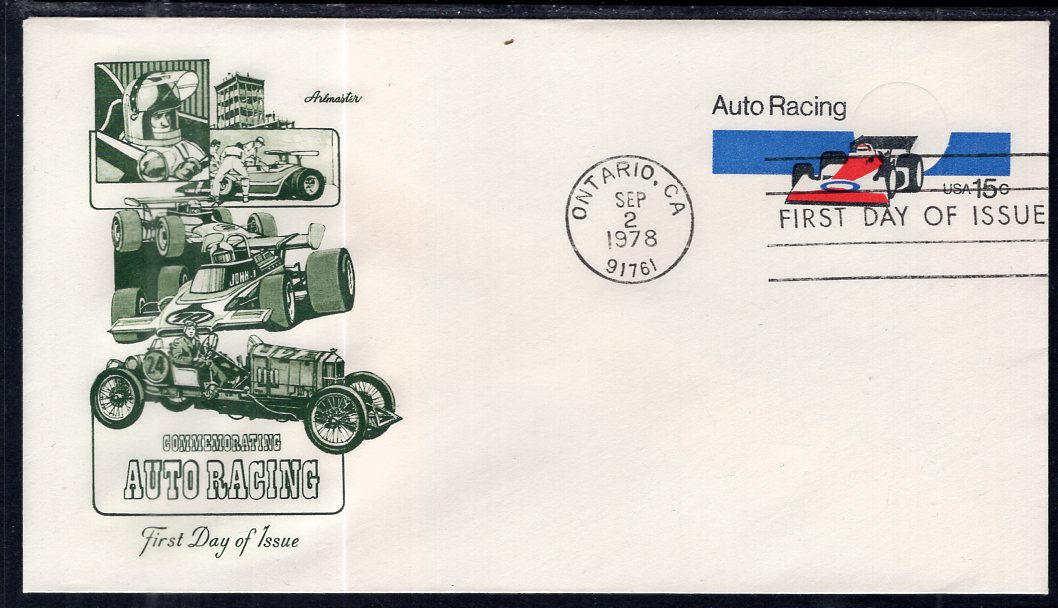 Artmaster
JOHN-1
24
COMMEMORATING
AUTO RACING
First Day of Issue
ONTARIO, CA
SEP
2
1978
91761
Auto Racing
USA 15c
FIRST DAY OF ISSUE